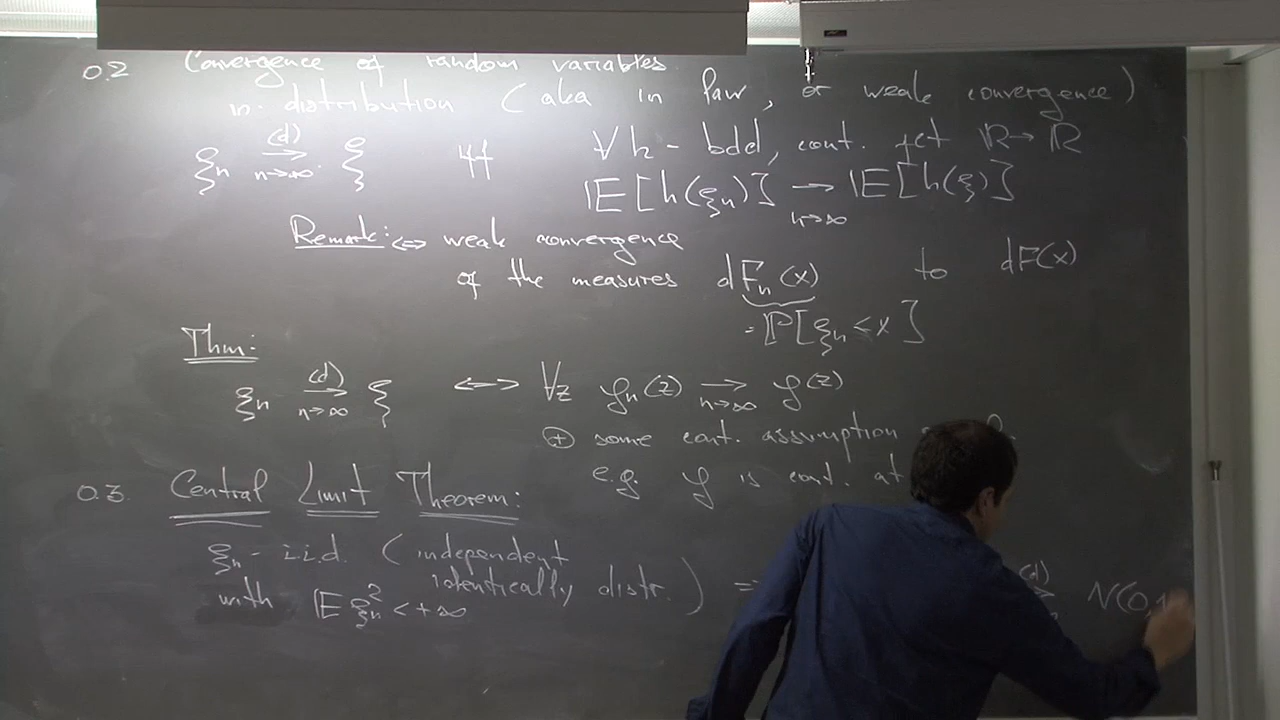 0.2 Convergence of random variables
in distribution (aka in law, or weak convergence)
ξₙ (d)→ n→∞ ξ iff ∀h - bdd, cont. fct ℝ→ℝ
𝔼[h(ξₙ)] → n→∞ 𝔼[h(ξ)]
Remark: ⇔ weak convergence
of the measures dFₙ(x) to dF(x)
= ℙ[ξₙ<x]
Thm:
ξₙ (d)→ n→∞ ξ ⟷ ∀z φₙ(z) → n→∞ φ(z)
⊕ some cont. assumption
e.g. φ is cont. at
0.3. Central Limit Theorem:
ξₙ - i.i.d. (independent
identically distr.) ⇒ (d) N(0,1
with 𝔼ξₙ² < +∞